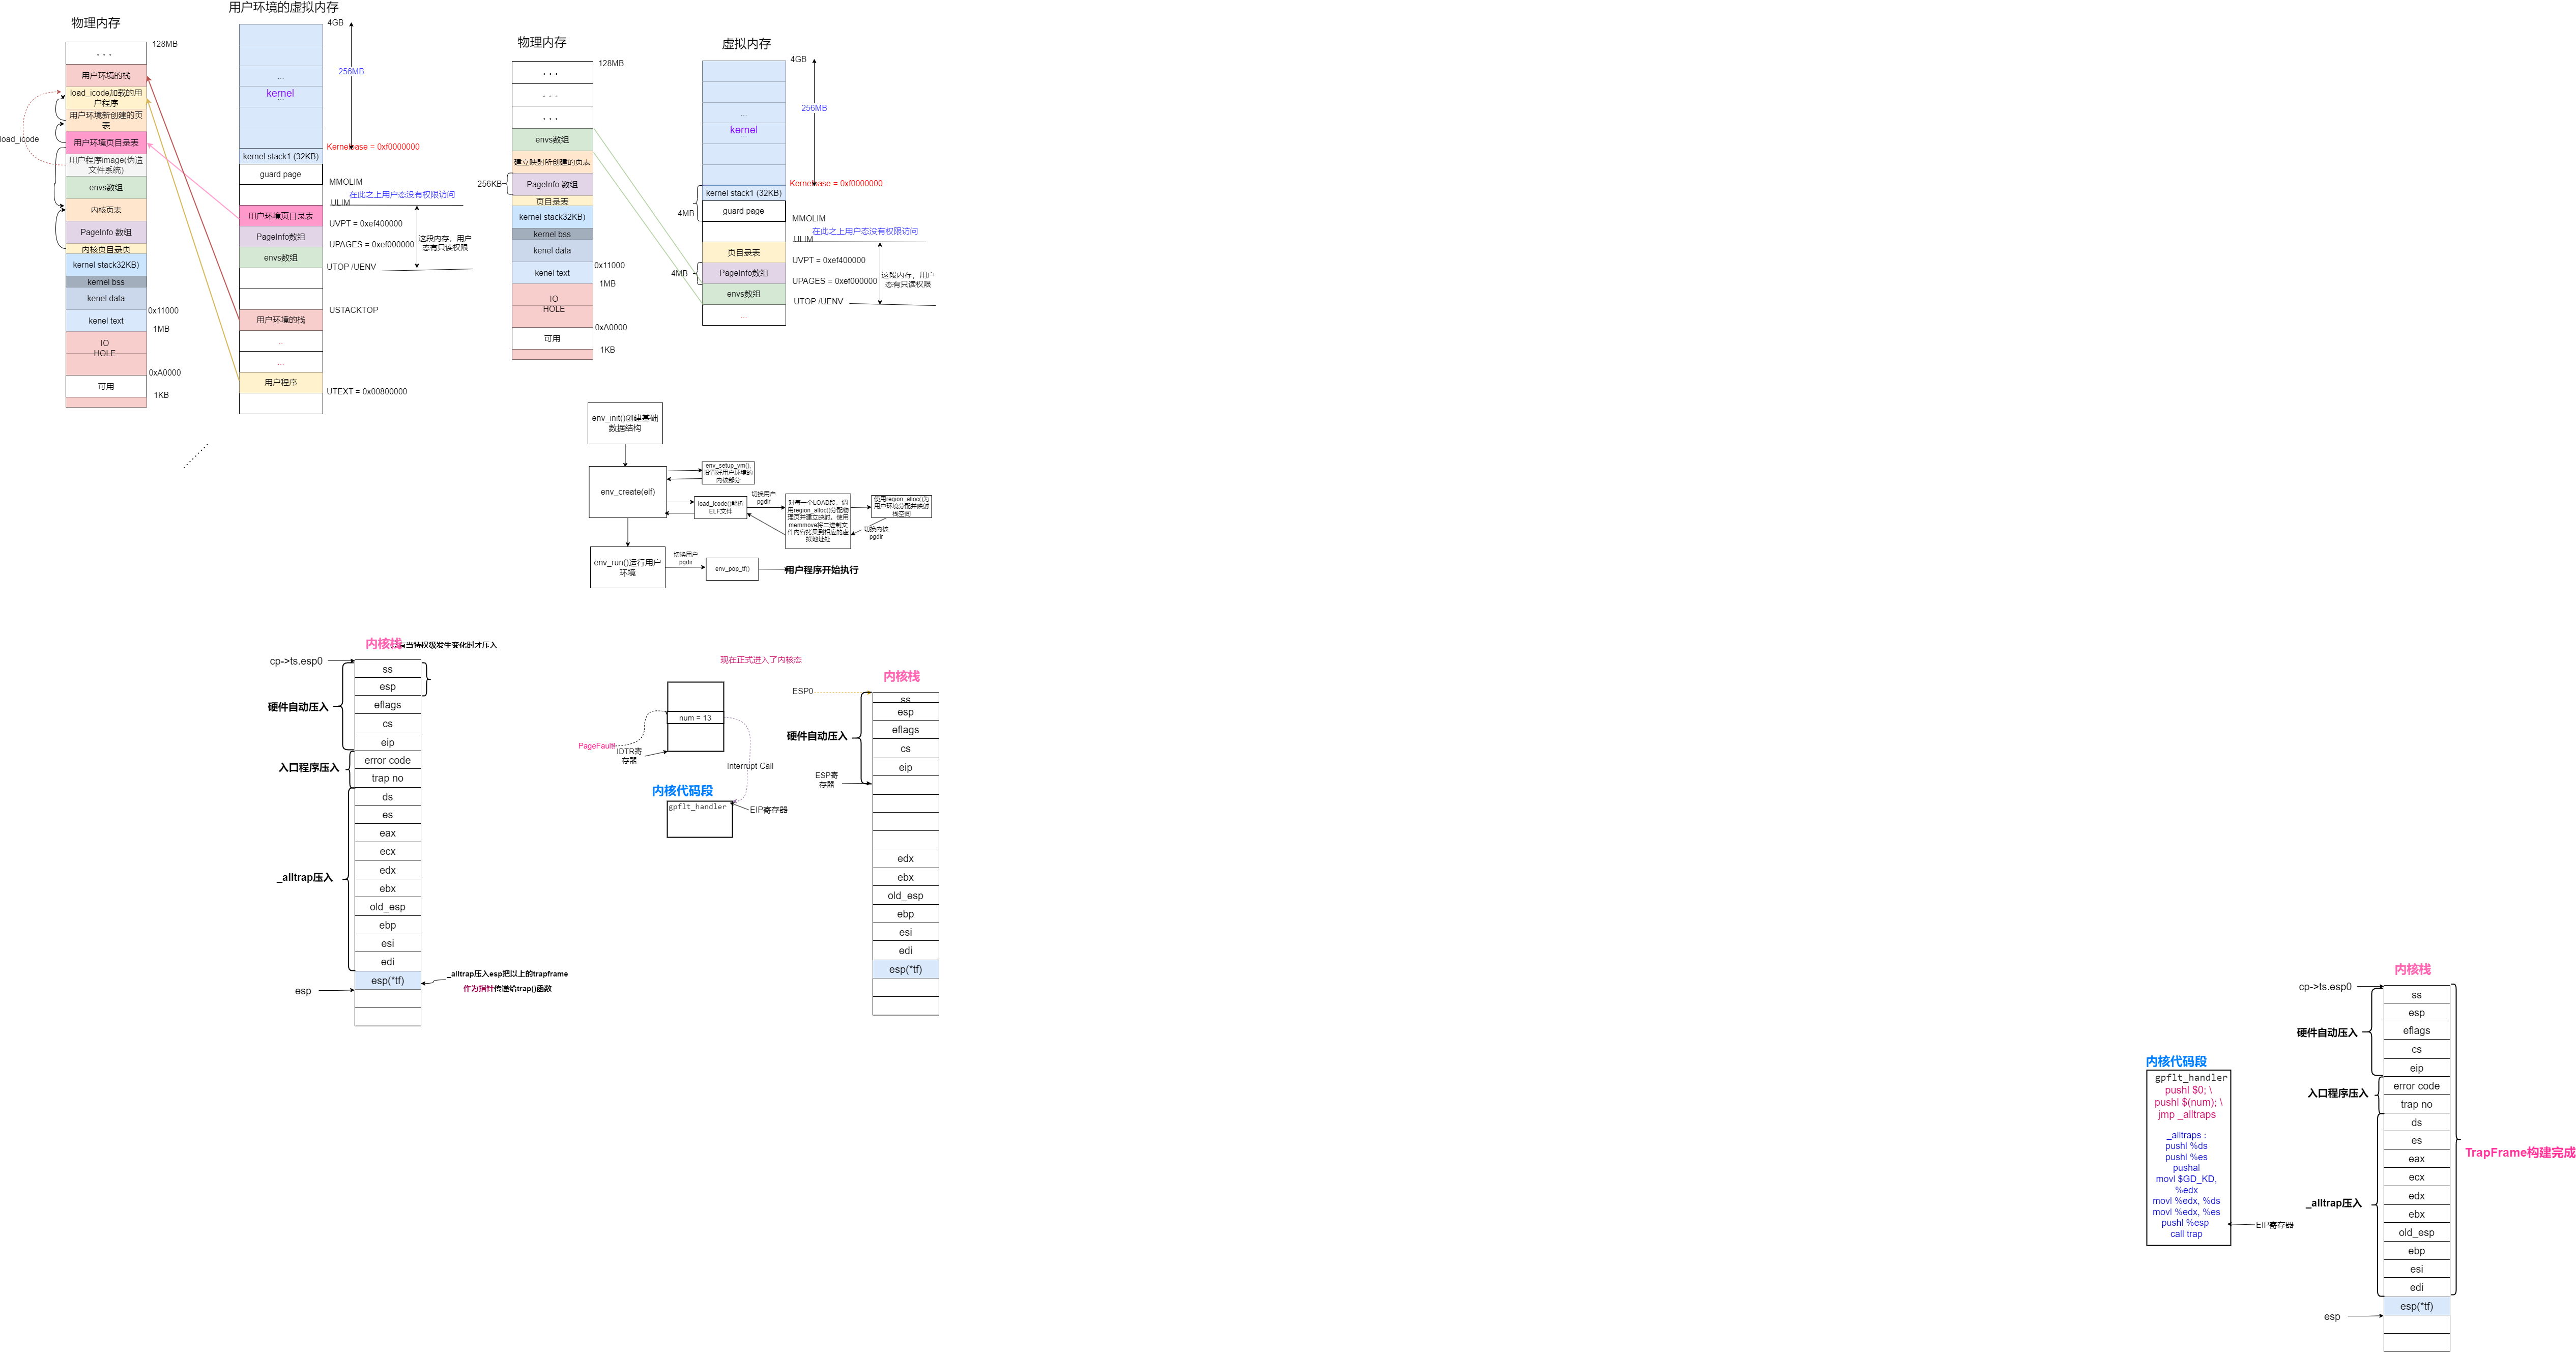 物理内存
128MB
. . .
用户环境的栈
load_icode加载的用
户程序
用户环境新创建的页
表
用户环境页目录表
用户程序image(伪造
文件系统)
envs数组
内核页表
PageInfo 数组
内核页目录页
kernel stack32KB)
kernel bss
kenel data
kenel text
0x11000
1MB
IO
HOLE
0xA0000
可用
1KB
load_icode
用户环境的虚拟内存
4GB
256MB
...
kernel
...
Kernelbase = 0xf0000000
kernel stack1 (32KB)
guard page
MMOLIM
在此之上用户态没有权限访问
ULIM
用户环境页目录表
UVPT = 0xef400000
PageInfo数组
UPAGES = 0xef000000
这段内存，用户
态有只读权限
envs数组
UTOP /UENV
USTACKTOP
用户环境的栈
..
...
用户程序
UTEXT = 0x00800000
物理内存
128MB
. . .
. . .
. . .
envs数组
建立映射所创建的页表
256KB
PageInfo 数组
页目录表
kernel stack32KB)
kernel bss
kenel data
kenel text
0x11000
1MB
IO
HOLE
0xA0000
可用
1KB
虚拟内存
4GB
256MB
...
kernel
...
Kernelbase = 0xf0000000
kernel stack1 (32KB)
4MB
guard page
MMOLIM
在此之上用户态没有权限访问
ULIM
页目录表
UVPT = 0xef400000
4MB
PageInfo数组
UPAGES = 0xef000000
这段内存，用户
态有只读权限
envs数组
UTOP /UENV
...
env_init()创建基础
数据结构
env_create(elf)
env_setup_vm(),
设置好用户环境的
内核部分
load_icode()解析
ELF文件
切换用户
pgdir
对每一个LOAD段，调
用region_alloc()分配物
理页并建立映射。使用
memmove将二进制文
件内容拷贝到相应的虚
拟地址处
使用region_alloc()为
用户环境分配并映射
栈空间
切换内核
pgdir
env_run()运行用户
环境
切换用户
pgdir
env_pop_tf()
用户程序开始执行
内核栈
当特权极发生变化时才压入
cp->ts.esp0
ss
esp
eflags
cs
eip
硬件自动压入
error code
trap no
入口程序压入
ds
es
eax
ecx
edx
ebx
old_esp
ebp
esi
edi
_alltrap压入
esp(*tf)
esp
_alltrap压入esp把以上的trapframe
作为指针传递给trap()函数
现在正式进入了内核态
num = 13
PageFault
IDTR寄
存器
Interrupt Call
内核代码段
gpflt_handler
EIP寄存器
内核栈
ESP0
ss
esp
eflags
cs
eip
硬件自动压入
ESP寄
存器
edx
ebx
old_esp
ebp
esi
edi
esp(*tf)
内核代码段
gpflt_handler
pushl $0; \
pushl $(num); \
jmp _alltraps
_alltraps :
pushl %ds
pushl %es
pushal
movl $GD_KD,
%edx
movl %edx, %ds
movl %edx, %es
pushl %esp
call trap
EIP寄存器
内核栈
cp->ts.esp0
ss
esp
eflags
cs
eip
硬件自动压入
error code
trap no
入口程序压入
ds
es
eax
ecx
edx
ebx
old_esp
ebp
esi
edi
_alltrap压入
esp(*tf)
esp
TrapFrame构建完成